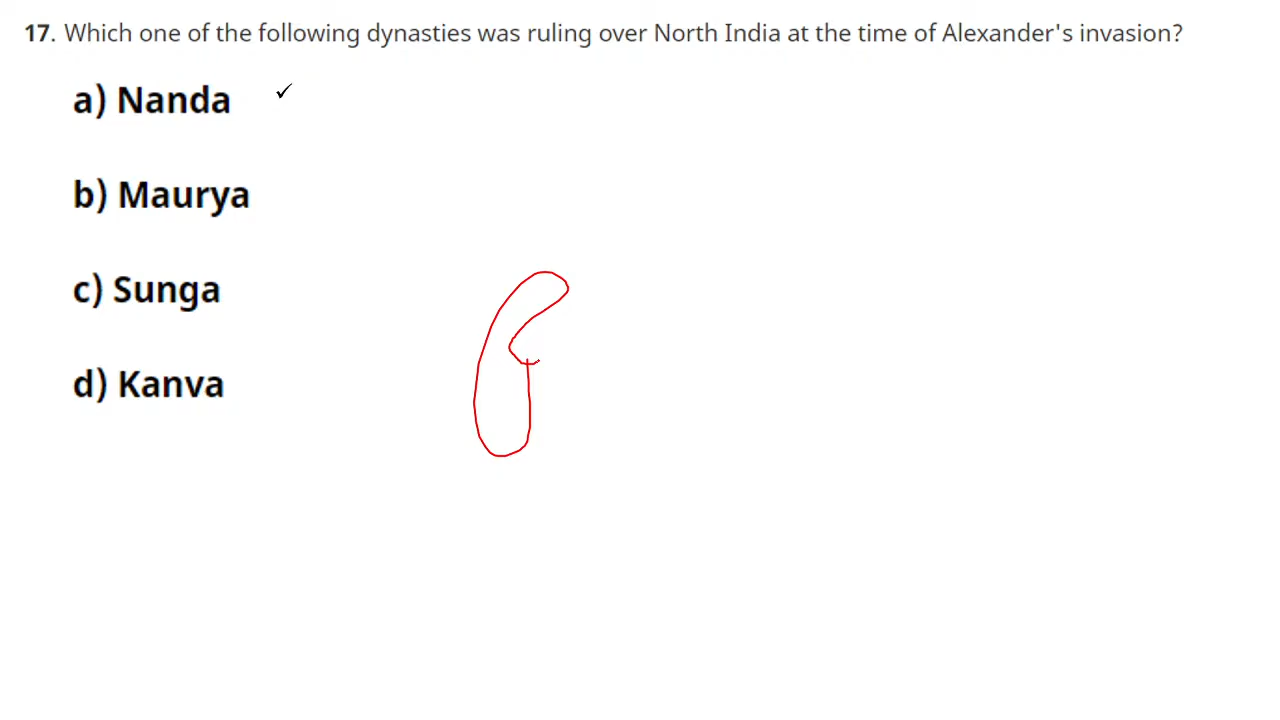 17. Which one of the following dynasties was ruling over North India at the time of Alexander's invasion?
a) Nanda ✓
b) Maurya
c) Sunga
d) Kanva